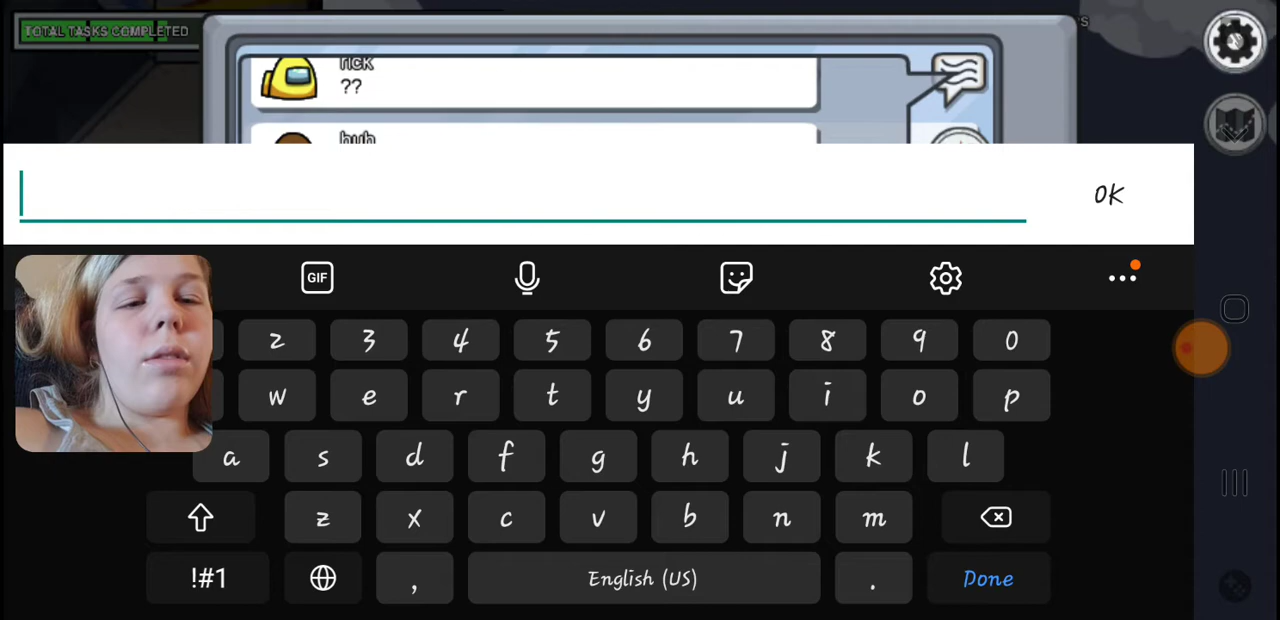 TOTAL TASKS COMPLETED
rick
??
huh
OK
GIF
2 3 4 5 6 7 8 9 0
w e r t y u i o p
a s d f g h j k l
z x c v b n m
!#1 , English (US) . Done